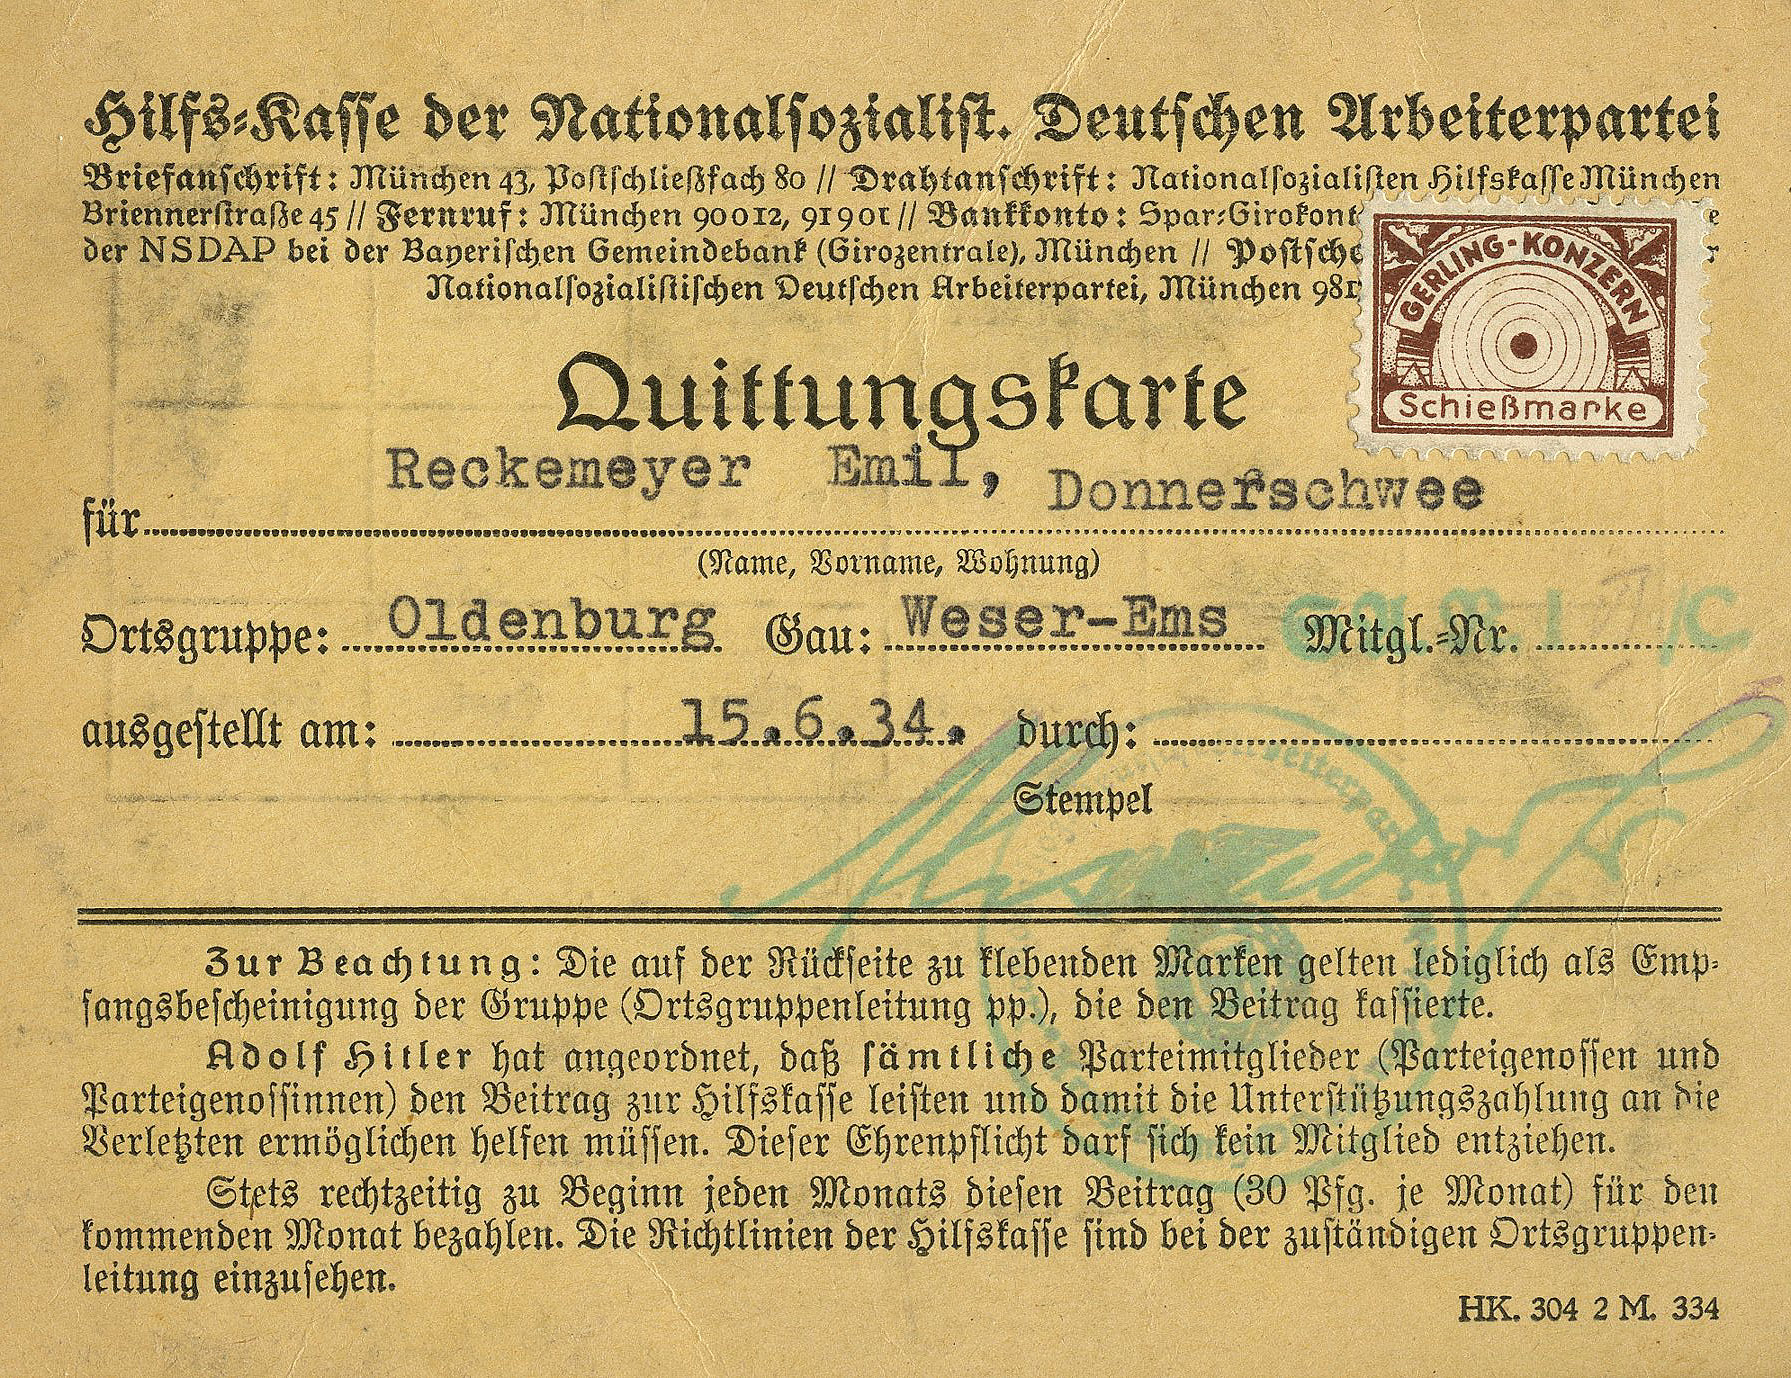 Hilfs-Kasse der Nationalsozialist. Deutschen Arbeiterpartei
Briefanschrift: München 43, Postschließfach 80 // Drahtanschrift: Nationalsozialisten Hilfskasse München
Briennerstraße 45 // Fernruf: München 90012, 91901 // Bankkonto: Spar-Girokont e
der NSDAP bei der Bayerischen Gemeindebank (Girozentrale), München // Postsche r
Nationalsozialistischen Deutschen Arbeiterpartei, München 981
GERLING-KONZERN
Schießmarke
Quittungskarte
für Reckemeyer Emil, Donnerschwee
(Name, Vorname, Wohnung)
Ortsgruppe: Oldenburg Gau: Weser-Ems Mitgl.-Nr.
ausgestellt am: 15.6.34. durch:
Stempel
Zur Beachtung: Die auf der Rückseite zu klebenden Marken gelten lediglich als Emp-
fangsbescheinigung der Gruppe (Ortsgruppenleitung pp.), die den Beitrag kassierte.
Adolf Hitler hat angeordnet, daß sämtliche Parteimitglieder (Parteigenossen und
Parteigenossinnen) den Beitrag zur Hilfskasse leisten und damit die Unterstützungszahlung an die
Verletzten ermöglichen helfen müssen. Dieser Ehrenpflicht darf sich kein Mitglied entziehen.
Stets rechtzeitig zu Beginn jeden Monats diesen Beitrag (30 Pfg. je Monat) für den
kommenden Monat bezahlen. Die Richtlinien der Hilfskasse sind bei der zuständigen Ortsgruppen-
leitung einzusehen.
HK. 304 2 M. 334